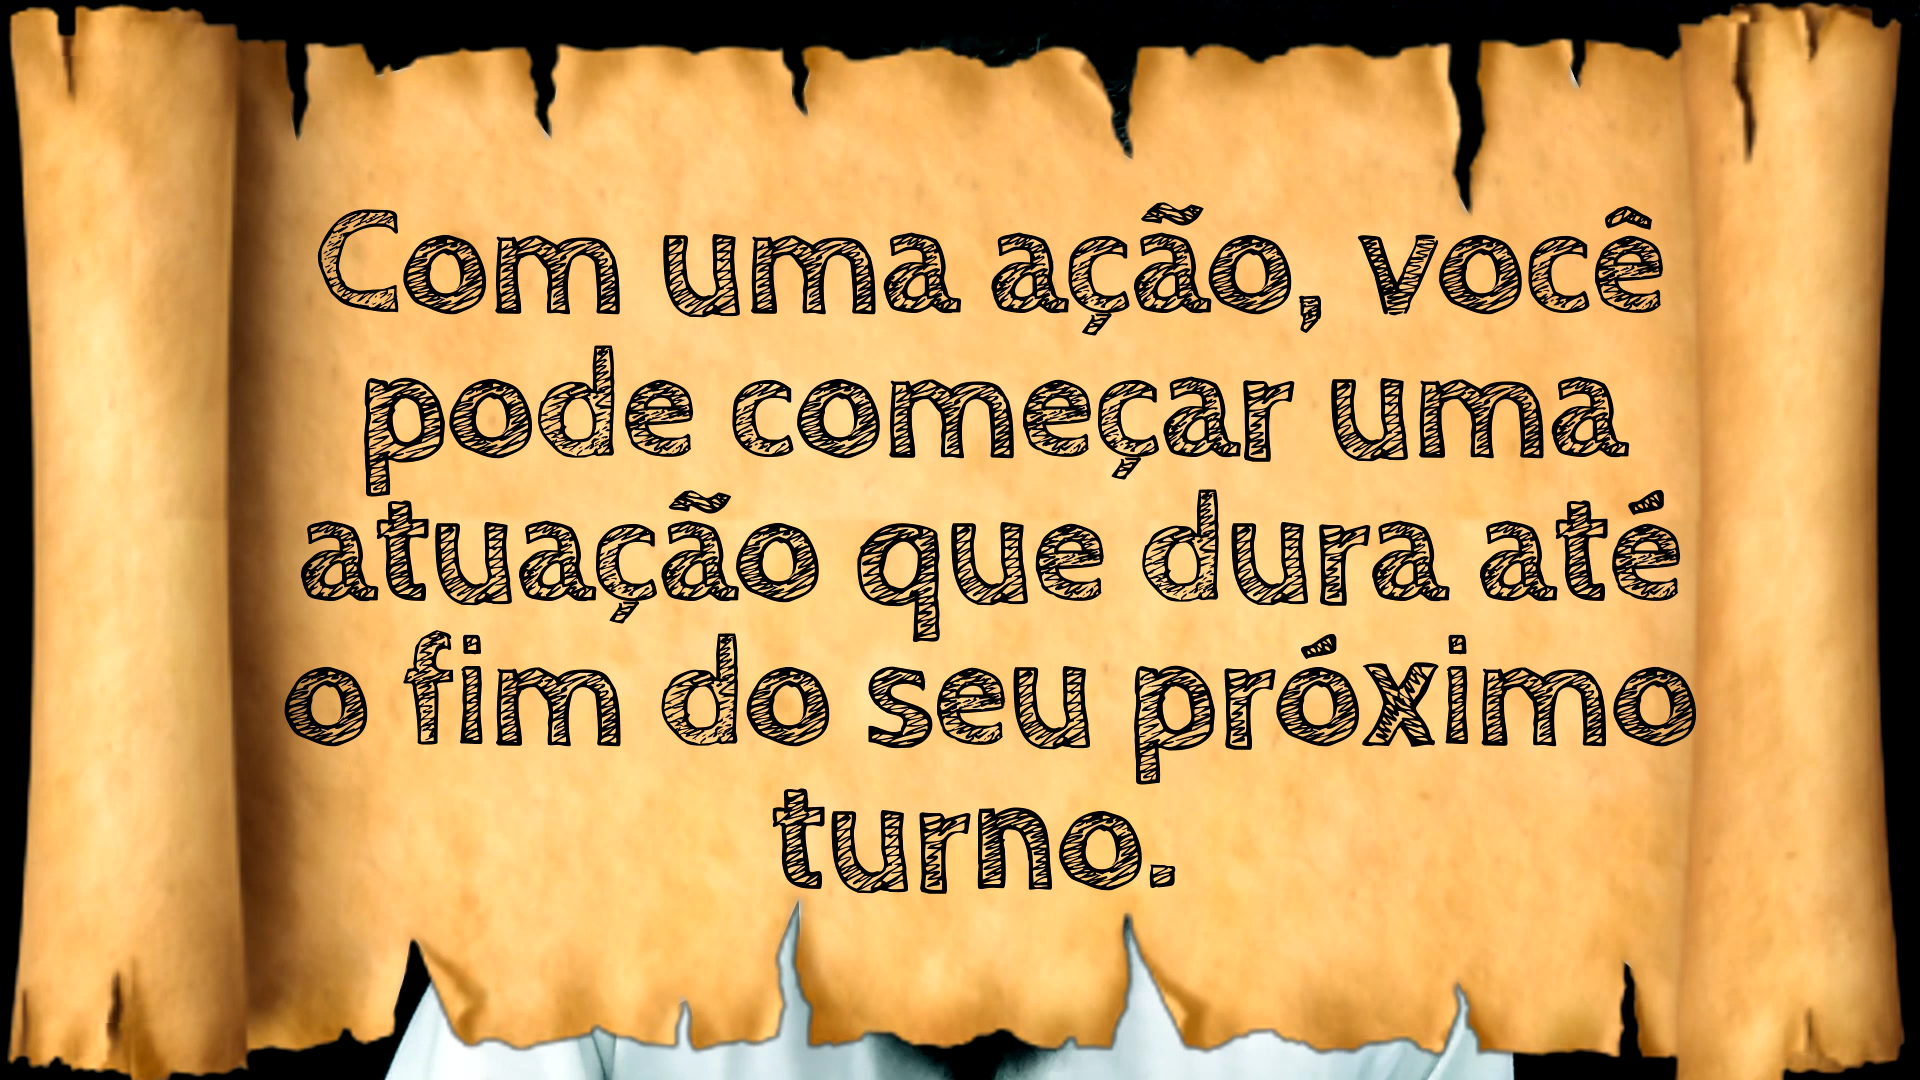 Com uma ação, você
pode começar uma
atuação que dura até
o fim do seu próximo
turno.